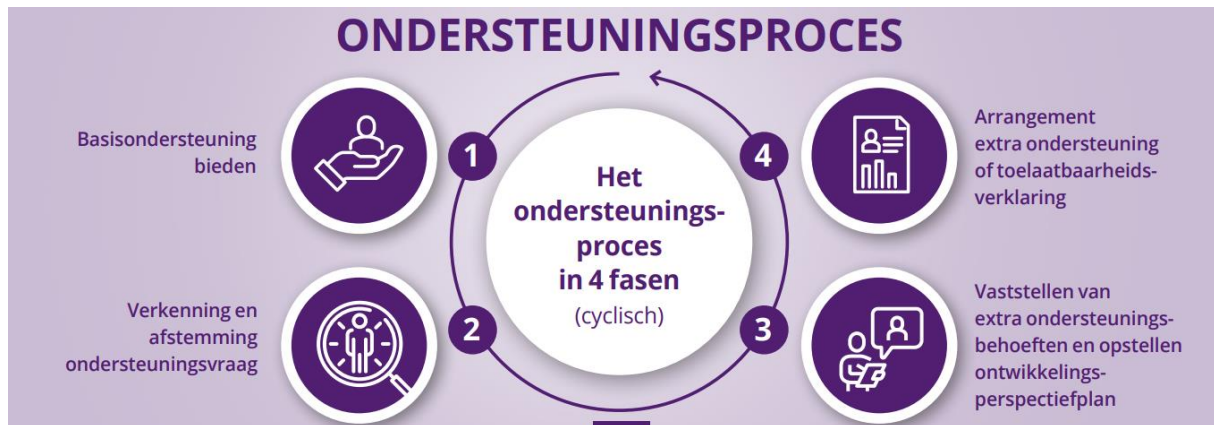 ONDERSTEUNINGSPROCES
Basisondersteuning
bieden
1
Verkenning en
afstemming
ondersteuningsvraag
2
Het
ondersteunings-
proces
in 4 fasen
(cyclisch)
3
Vaststellen van
extra ondersteunings-
behoeften en opstellen
ontwikkelings-
perspectiefplan
4
Arrangement
extra ondersteuning
of toelaatbaarheids-
verklaring